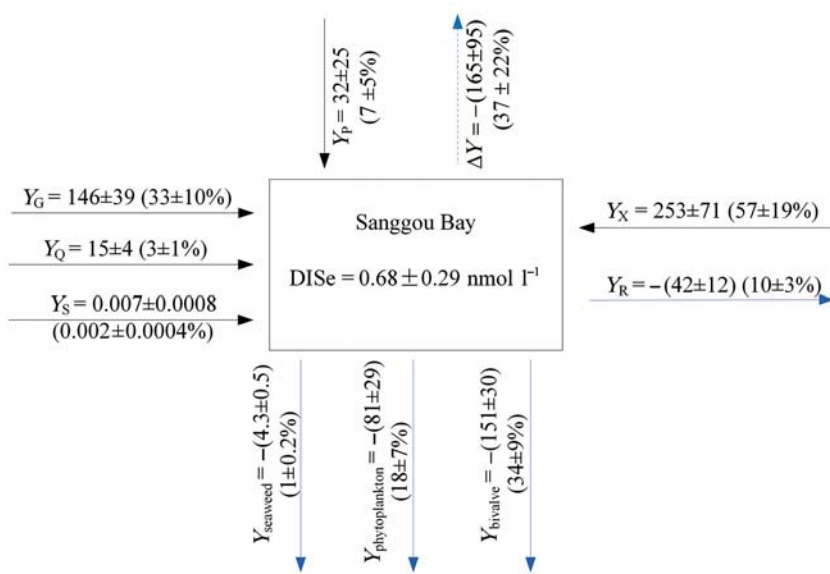 Y_P = 32±25
(7 ±5%)
ΔY = −(165±95)
(37 ± 22%)
Y_G = 146±39 (33±10%)
Y_Q = 15±4 (3±1%)
Y_S = 0.007±0.0008
(0.002±0.0004%)
Sanggou Bay
DISe = 0.68 ± 0.29 nmol l⁻¹
Y_X = 253±71 (57±19%)
Y_R = −(42±12) (10±3%)
Y_seaweed = −(4.3±0.5)
(1±0.2%)
Y_phytoplankton = −(81±29)
(18±7%)
Y_bivalve = −(151±30)
(34±9%)